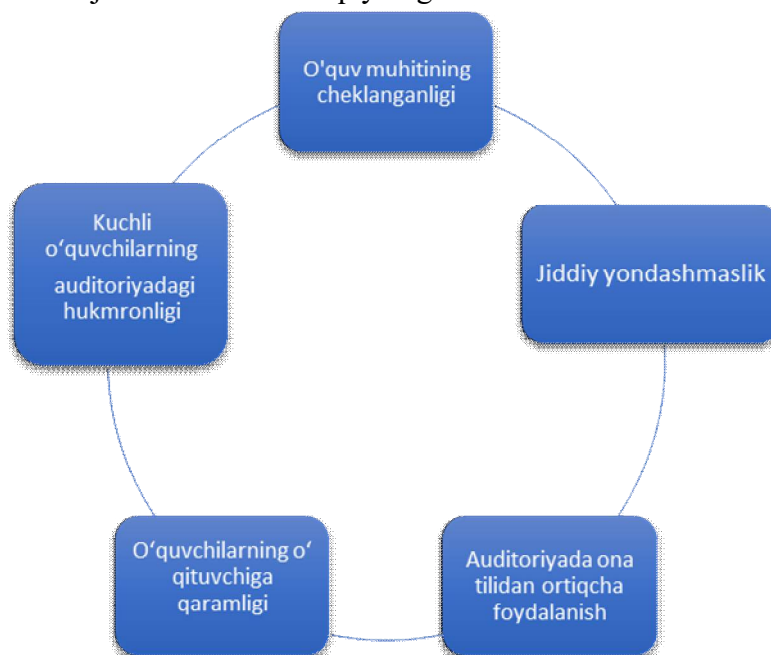 O'quv muhitining
cheklanganligi
Jiddiy yondashmaslik
Auditoriyada ona
tilidan ortiqcha
foydalanish
O‘quvchilarning o‘
qituvchiga
qaramligi
Kuchli
o‘quvchilarning
auditoriyadagi
hukmronligi